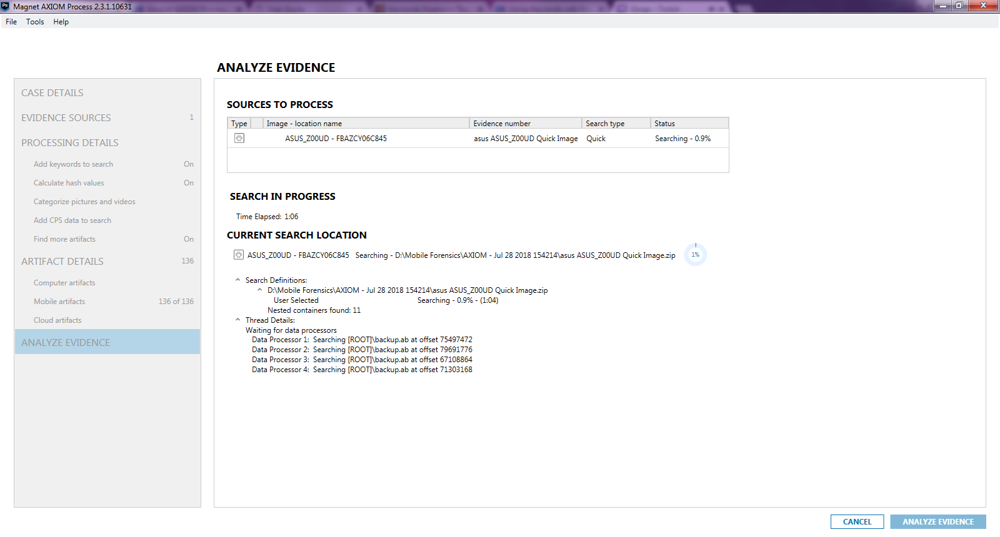 Magnet AXIOM Process 2.3.1.10631
File Tools Help
ANALYZE EVIDENCE
CASE DETAILS
EVIDENCE SOURCES 1
PROCESSING DETAILS
Add keywords to search On
Calculate hash values On
Categorize pictures and videos
Add CPS data to search
Find more artifacts On
ARTIFACT DETAILS 136
Computer artifacts
Mobile artifacts 136 of 136
Cloud artifacts
ANALYZE EVIDENCE
SOURCES TO PROCESS
Type Image - location name Evidence number Search type Status
ASUS_Z00UD - FBAZCY06C845 asus ASUS_Z00UD Quick Image Quick Searching - 0.9%
SEARCH IN PROGRESS
Time Elapsed: 1:06
CURRENT SEARCH LOCATION
ASUS_Z00UD - FBAZCY06C845 Searching - D:\Mobile Forensics\AXIOM - Jul 28 2018 154214\asus ASUS_Z00UD Quick Image.zip 1%
Search Definitions:
D:\Mobile Forensics\AXIOM - Jul 28 2018 154214\asus ASUS_Z00UD Quick Image.zip
User Selected Searching - 0.9% - (1:04)
Nested containers found: 11
Thread Details:
Waiting for data processors
Data Processor 1: Searching [ROOT]\backup.ab at offset 75497472
Data Processor 2: Searching [ROOT]\backup.ab at offset 79691776
Data Processor 3: Searching [ROOT]\backup.ab at offset 67108864
Data Processor 4: Searching [ROOT]\backup.ab at offset 71303168
CANCEL ANALYZE EVIDENCE